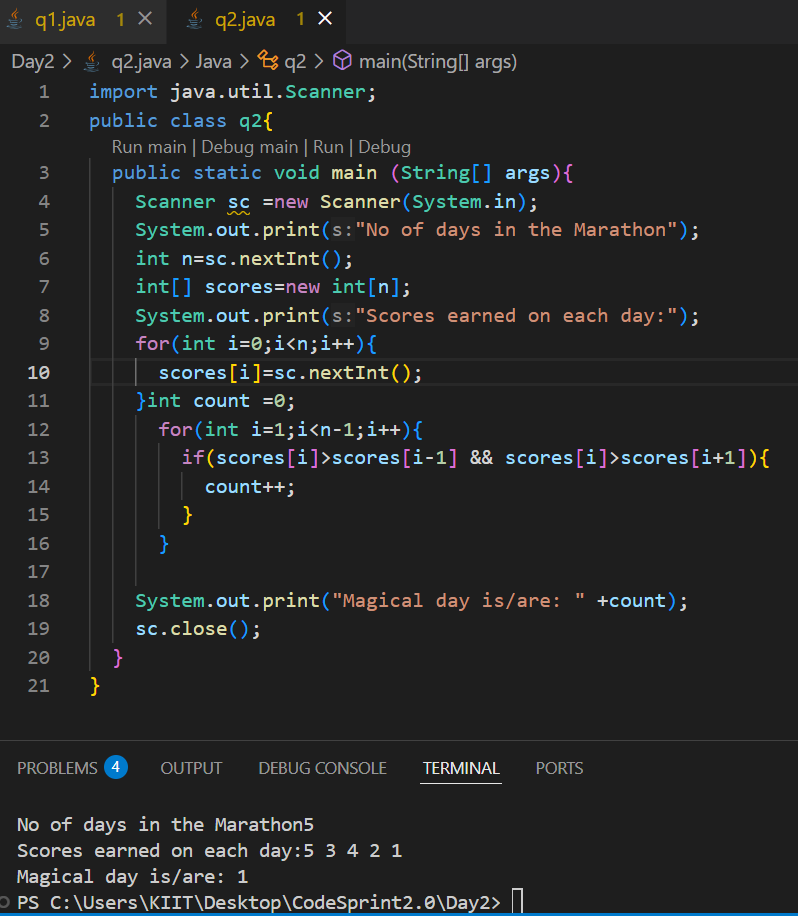 q1.java 1 × q2.java 1 ×
Day2 > q2.java > Java > q2 > main(String[] args)
1 import java.util.Scanner;
2 public class q2{
Run main | Debug main | Run | Debug
3 public static void main (String[] args){
4 Scanner sc =new Scanner(System.in);
5 System.out.print(s:"No of days in the Marathon");
6 int n=sc.nextInt();
7 int[] scores=new int[n];
8 System.out.print(s:"Scores earned on each day:");
9 for(int i=0;i<n;i++){
10 scores[i]=sc.nextInt();
11 }int count =0;
12 for(int i=1;i<n-1;i++){
13 if(scores[i]>scores[i-1] && scores[i]>scores[i+1]){
14 count++;
15 }
16 }
17
18 System.out.print("Magical day is/are: " +count);
19 sc.close();
20 }
21 }
PROBLEMS 4 OUTPUT DEBUG CONSOLE TERMINAL PORTS
No of days in the Marathon5
Scores earned on each day:5 3 4 2 1
Magical day is/are: 1
PS C:\Users\KIIT\Desktop\CodeSprint2.0\Day2>